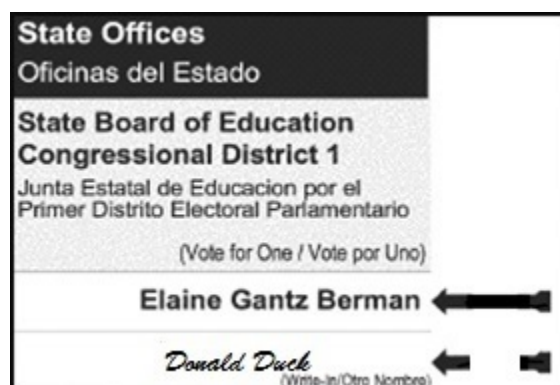 State Offices
Oficinas del Estado
State Board of Education
Congressional District 1
Junta Estatal de Educacion por el
Primer Distrito Electoral Parlamentario
(Vote for One / Vote por Uno)
Elaine Gantz Berman
Donald Duck
(Write-In/Otro Nombre)